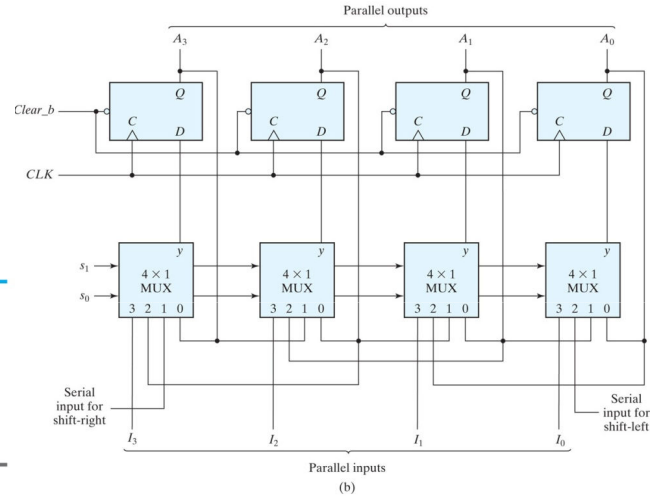 Parallel outputs
A3 A2 A1 A0
Q Q Q Q
Clear_b
C D C D C D C D
CLK
y y y y
s1
4 × 1 4 × 1 4 × 1 4 × 1
MUX MUX MUX MUX
s0
3 2 1 0 3 2 1 0 3 2 1 0 3 2 1 0
Serial
input for
shift-right
Serial
input for
shift-left
I3 I2 I1 I0
Parallel inputs
(b)